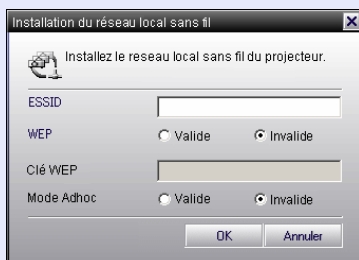 Installation du réseau local sans fil
Installez le reseau local sans fil du projecteur.
ESSID
WEP Valide Invalide
Clé WEP
Mode Adhoc Valide Invalide
OK Annuler